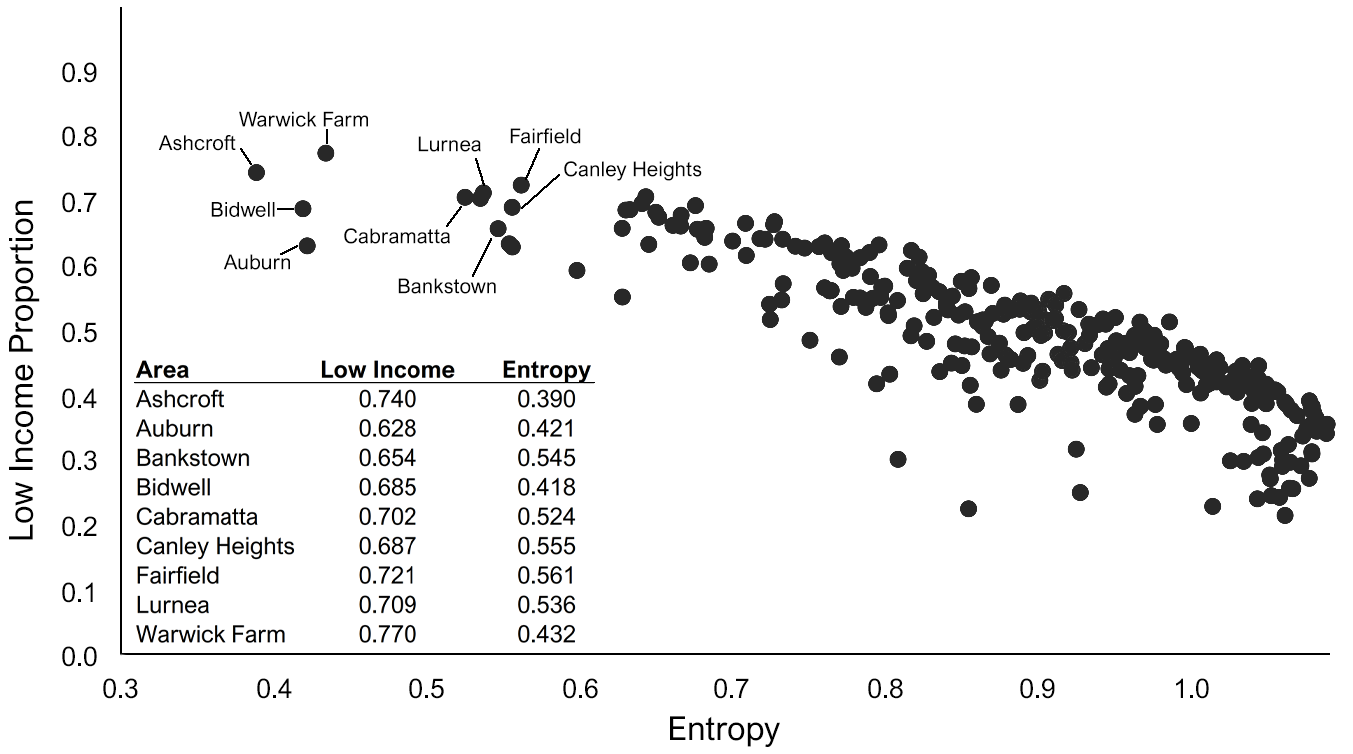 0.9
Warwick Farm
0.8
Ashcroft
Lurnea
Fairfield
Canley Heights
0.7
Bidwell
Cabramatta
0.6
Auburn
Bankstown
0.5
Low Income Proportion
Area Low Income Entropy
0.4
Ashcroft 0.740 0.390
Auburn 0.628 0.421
0.3
Bankstown 0.654 0.545
Bidwell 0.685 0.418
0.2
Cabramatta 0.702 0.524
Canley Heights 0.687 0.555
Fairfield 0.721 0.561
0.1
Lurnea 0.709 0.536
Warwick Farm 0.770 0.432
0.0
0.3 0.4 0.5 0.6 0.7 0.8 0.9 1.0
Entropy